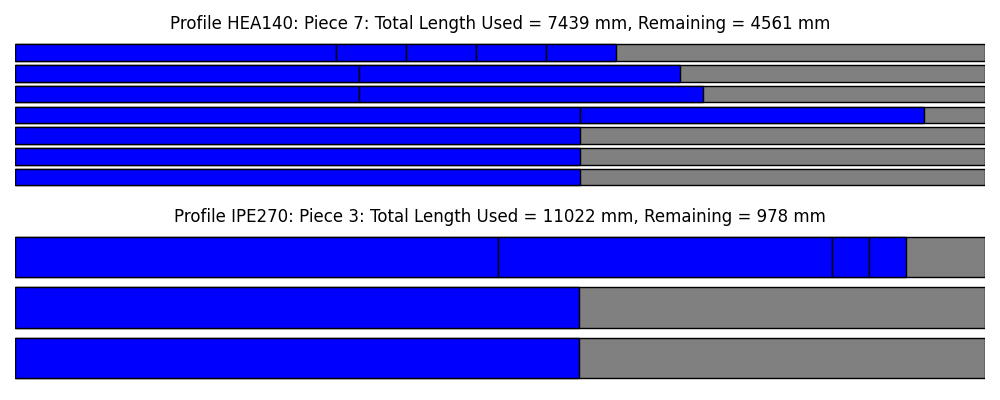 Profile HEA140: Piece 7: Total Length Used = 7439 mm, Remaining = 4561 mm
Profile IPE270: Piece 3: Total Length Used = 11022 mm, Remaining = 978 mm